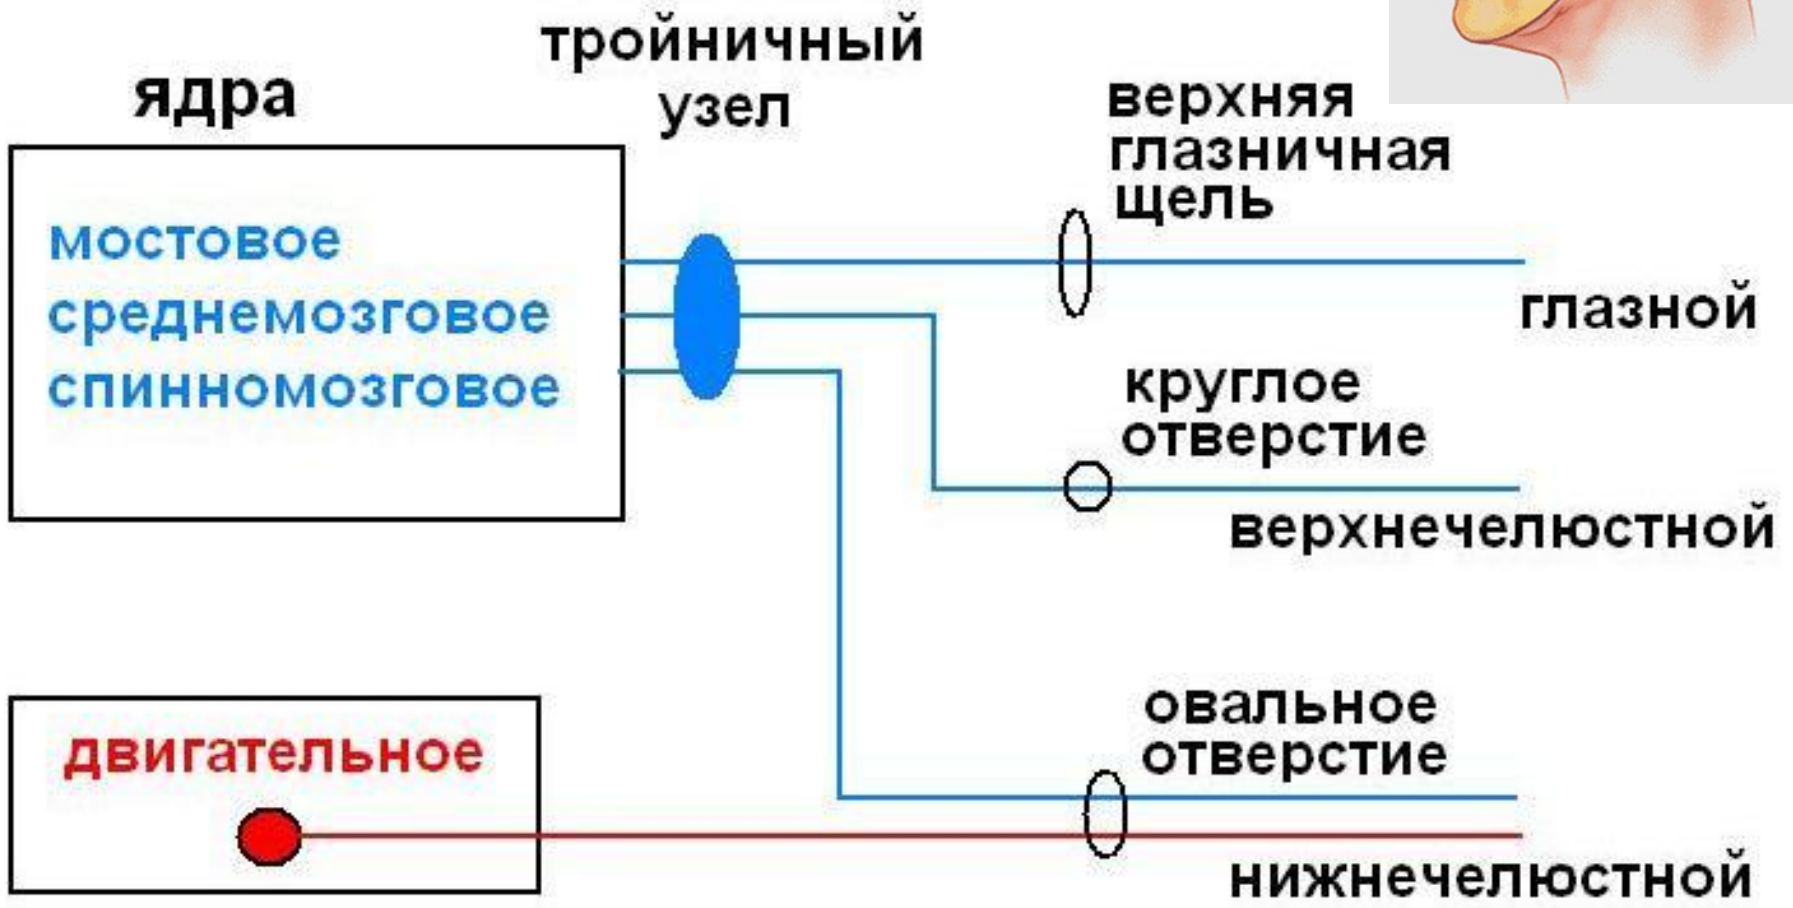 ядра
тройничный
узел
верхняя
глазничная
щель
мостовое
среднемозговое
спинномозговое
глазной
круглое
отверстие
верхнечелюстной
двигательное
овальное
отверстие
нижнечелюстной